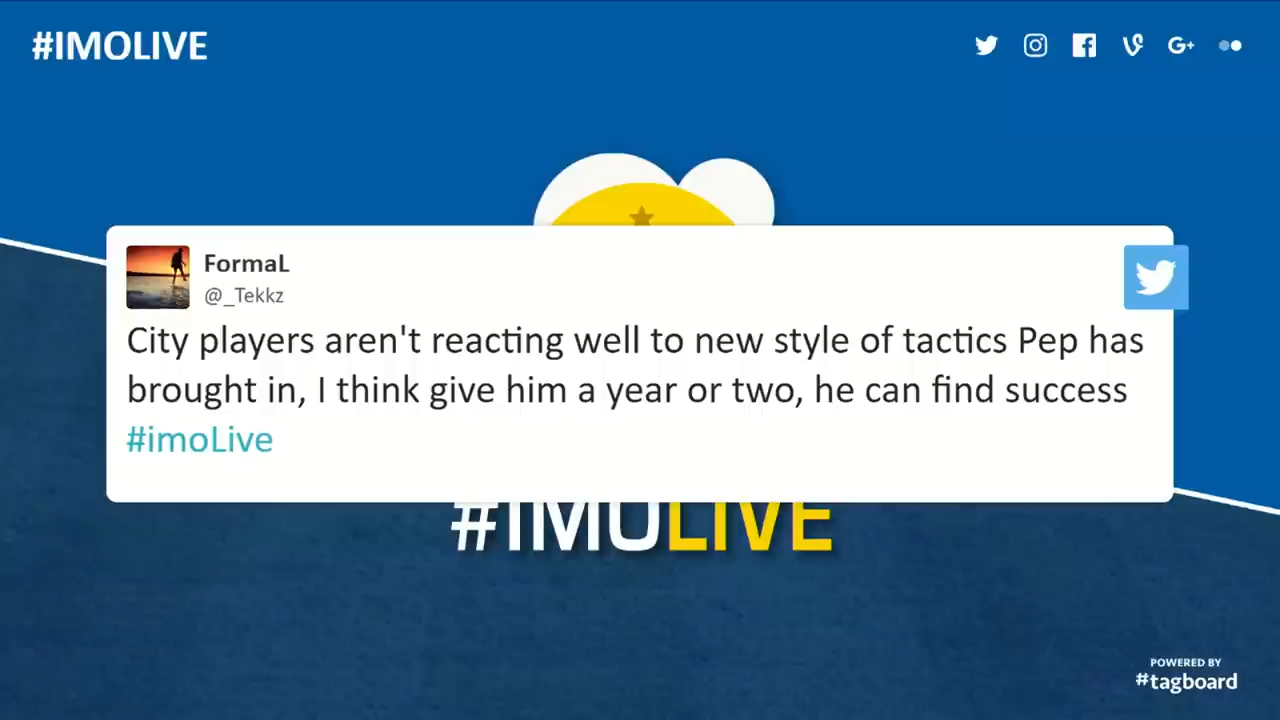 #IMOLIVE
FormaL
@_Tekkz
City players aren't reacting well to new style of tactics Pep has
brought in, I think give him a year or two, he can find success
#imoLive
#IMOLIVE
POWERED BY
#tagboard